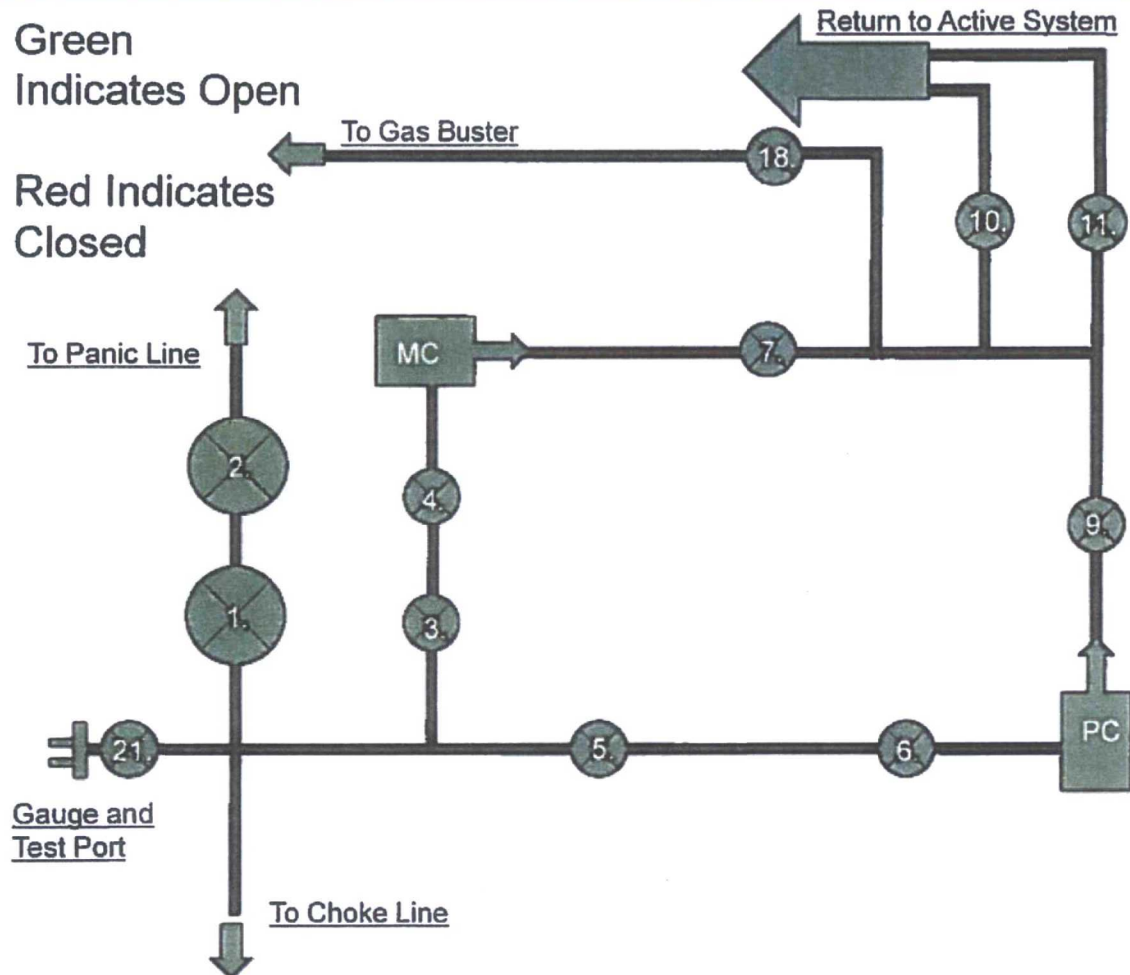 Green
Indicates Open
Red Indicates
Closed
Return to Active System
To Gas Buster
18.
10.
11.
To Panic Line
MC
7.
2.
4.
9.
1.
3.
21.
5.
6.
PC
Gauge and
Test Port
To Choke Line